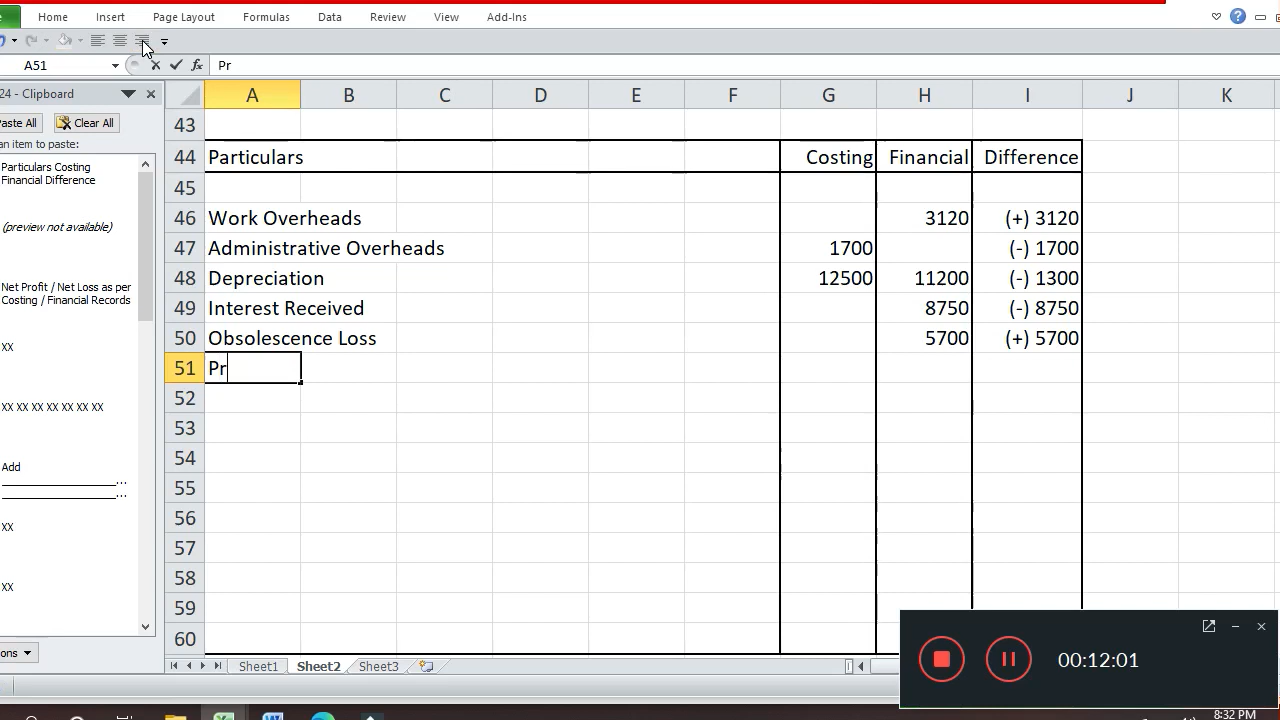 Home Insert Page Layout Formulas Data Review View Add-Ins
A51 fx Pr
24 - Clipboard
Paste All Clear All
an item to paste:
Particulars Costing
Financial Difference
(preview not available)
Net Profit / Net Loss as per
Costing / Financial Records
XX
XX XX XX XX XX XX XX
Add
___________________...
___________________...
XX
XX
ons
A B C D E F G H I J K
43
44 Particulars Costing Financial Difference
45
46 Work Overheads 3120 (+) 3120
47 Administrative Overheads 1700 (-) 1700
48 Depreciation 12500 11200 (-) 1300
49 Interest Received 8750 (-) 8750
50 Obsolescence Loss 5700 (+) 5700
51 Pr
52
53
54
55
56
57
58
59
60
Sheet1 Sheet2 Sheet3
00:12:01
8:32 PM